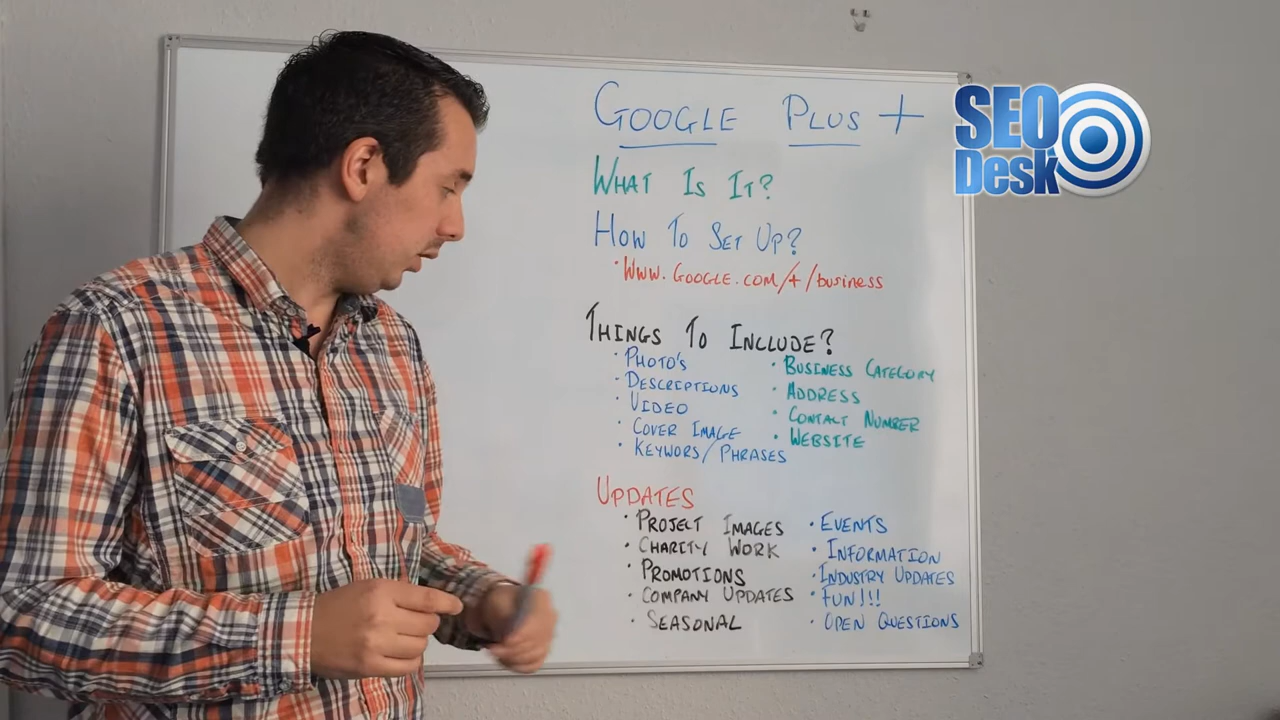 GOOGLE PLUS +
SEO
Desk
WHAT IS IT?
HOW TO SET UP?
• WWW.GOOGLE.COM/+/business
THINGS TO INCLUDE?
• PHOTO'S
• DESCRIPTIONS
• VIDEO
• COVER IMAGE
• KEYWORS/PHRASES
• BUSINESS CATEGORY
• ADDRESS
• CONTACT NUMBER
• WEBSITE
UPDATES
• PROJECT IMAGES
• CHARITY WORK
• PROMOTIONS
• COMPANY UPDATES
• SEASONAL
• EVENTS
• INFORMATION
• INDUSTRY UPDATES
• FUN!!!
• OPEN QUESTIONS